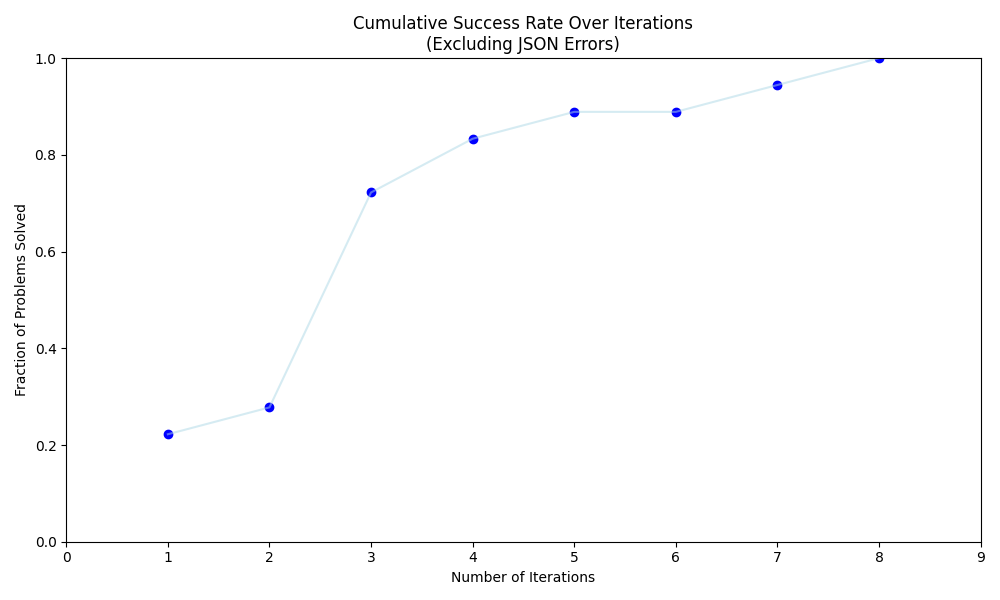 Cumulative Success Rate Over Iterations
(Excluding JSON Errors)
Fraction of Problems Solved
1.0
0.8
0.6
0.4
0.2
0.0
0 1 2 3 4 5 6 7 8 9
Number of Iterations